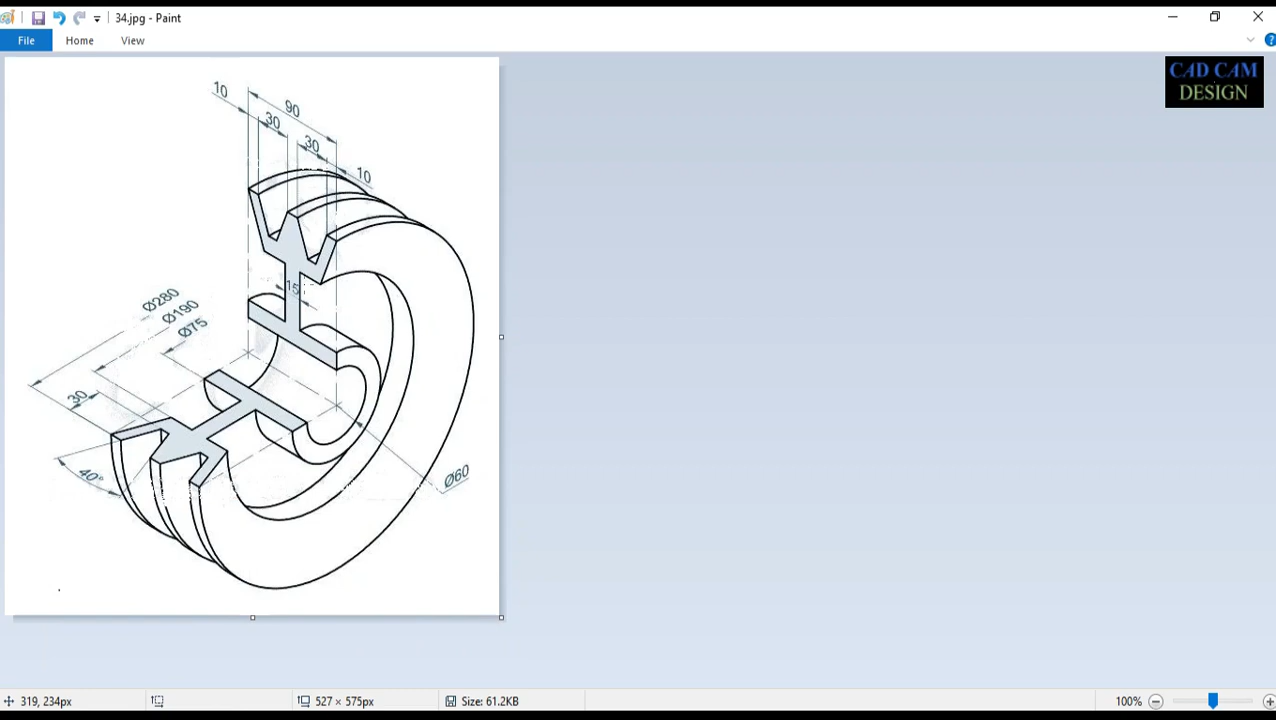 34.jpg - Paint
File Home View
CAD CAM
DESIGN
10
90
30
30
10
15
Ø280
Ø190
Ø75
30
40°
Ø60
319, 234px
527 × 575px
Size: 61.2KB
100%